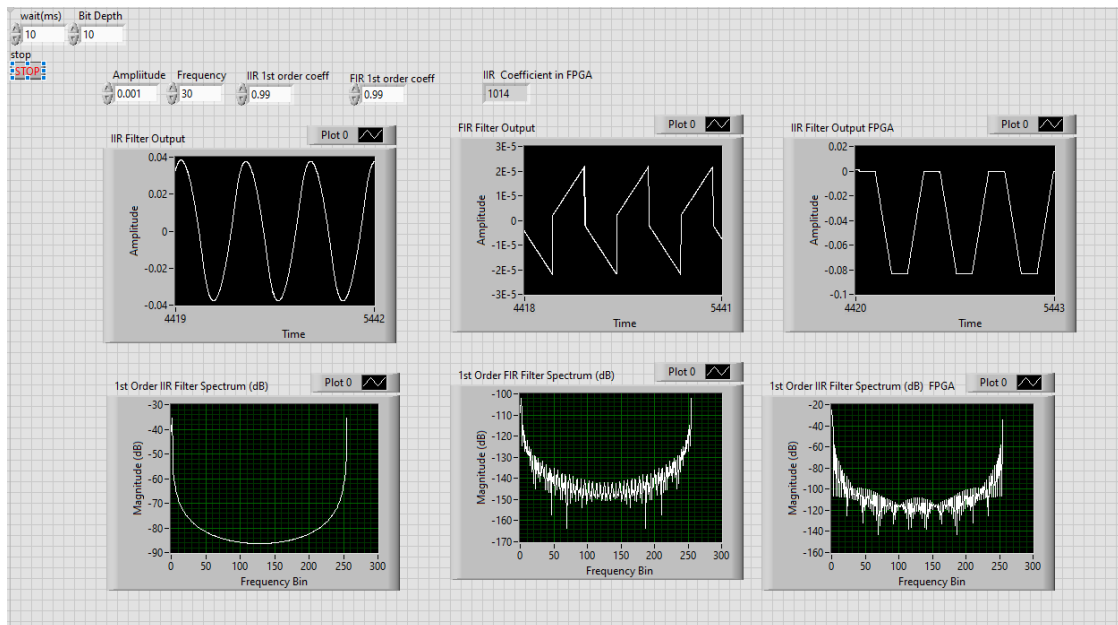 wait(ms) Bit Depth
10 10
stop
STOP
Ampliitude Frequency IIR 1st order coeff FIR 1st order coeff IIR Coefficient in FPGA
0.001 30 0.99 0.99 1014
IIR Filter Output Plot 0
0.04
0.02
0
-0.02
-0.04
Amplitude
4419 5442
Time
FIR Filter Output Plot 0
3E-5
2E-5
1E-5
0
-1E-5
-2E-5
-3E-5
Amplitude
4418 5441
Time
IIR Filter Output FPGA Plot 0
0.02
0
-0.02
-0.04
-0.06
-0.08
-0.1
Amplitude
4420 5443
Time
1st Order IIR Filter Spectrum (dB) Plot 0
-30
-40
-50
-60
-70
-80
-90
Magnitude (dB)
0 50 100 150 200 250 300
Frequency Bin
1st Order FIR Filter Spectrum (dB) Plot 0
-100
-110
-120
-130
-140
-150
-160
-170
Magnitude (dB)
0 50 100 150 200 250 300
Frequency Bin
1st Order IIR Filter Spectrum (dB) FPGA Plot 0
-20
-40
-60
-80
-100
-120
-140
-160
Magnitude (dB)
0 50 100 150 200 250 300
Frequency Bin